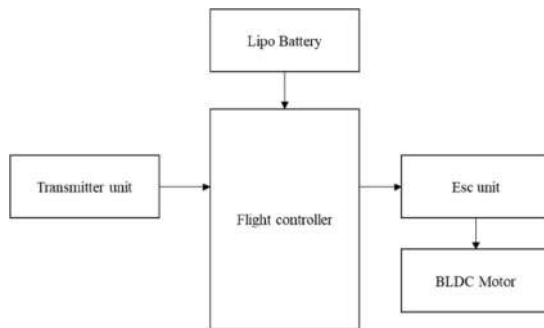 Lipo Battery
Transmitter unit
Flight controller
Esc unit
BLDC Motor